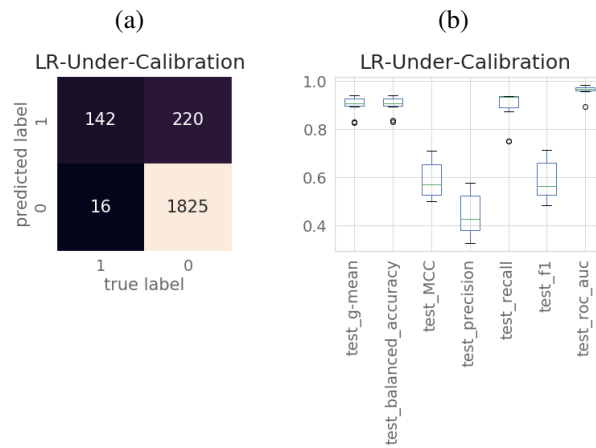 (a)
LR-Under-Calibration
predicted label
1
142 220
0
16 1825
1 0
true label
(b)
LR-Under-Calibration
1.0
0.8
0.6
0.4
test_g-mean
test_balanced_accuracy
test_MCC
test_precision
test_recall
test_f1
test_roc_auc